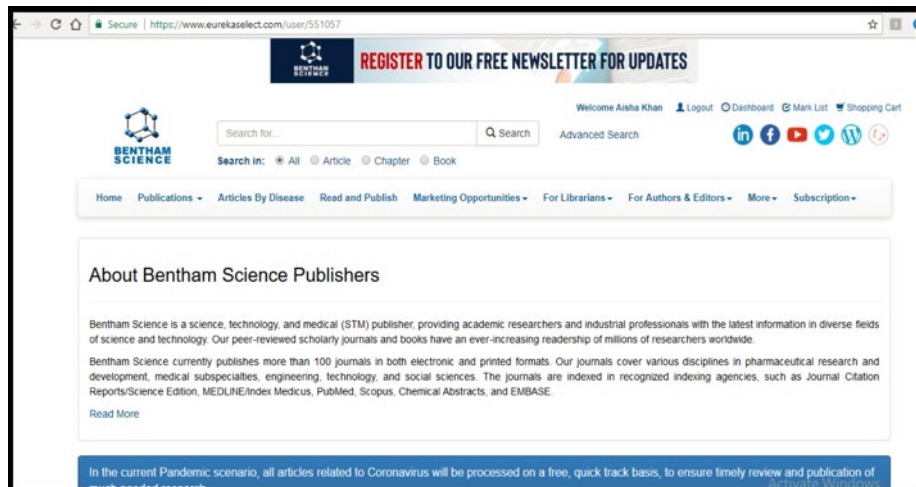 Secure | https://www.eurekaselect.com/user/551057
BENTHAM SCIENCE
REGISTER TO OUR FREE NEWSLETTER FOR UPDATES
Welcome Aisha Khan Logout Dashboard Mark List Shopping Cart
BENTHAM
SCIENCE
Search for...
Search
Advanced Search
Search in: All Article Chapter Book
Home Publications Articles By Disease Read and Publish Marketing Opportunities For Librarians For Authors & Editors More Subscription
About Bentham Science Publishers
Bentham Science is a science, technology, and medical (STM) publisher, providing academic researchers and industrial professionals with the latest information in diverse fields
of science and technology. Our peer-reviewed scholarly journals and books have an ever-increasing readership of millions of researchers worldwide.
Bentham Science currently publishes more than 100 journals in both electronic and printed formats. Our journals cover various disciplines in pharmaceutical research and
development, medical subspecialties, engineering, technology, and social sciences. The journals are indexed in recognized indexing agencies, such as Journal Citation
Reports/Science Edition, MEDLINE/Index Medicus, PubMed, Scopus, Chemical Abstracts, and EMBASE.
Read More
In the current Pandemic scenario, all articles related to Coronavirus will be processed on a free, quick track basis, to ensure timely review and publication of
much needed research
Activate Windows